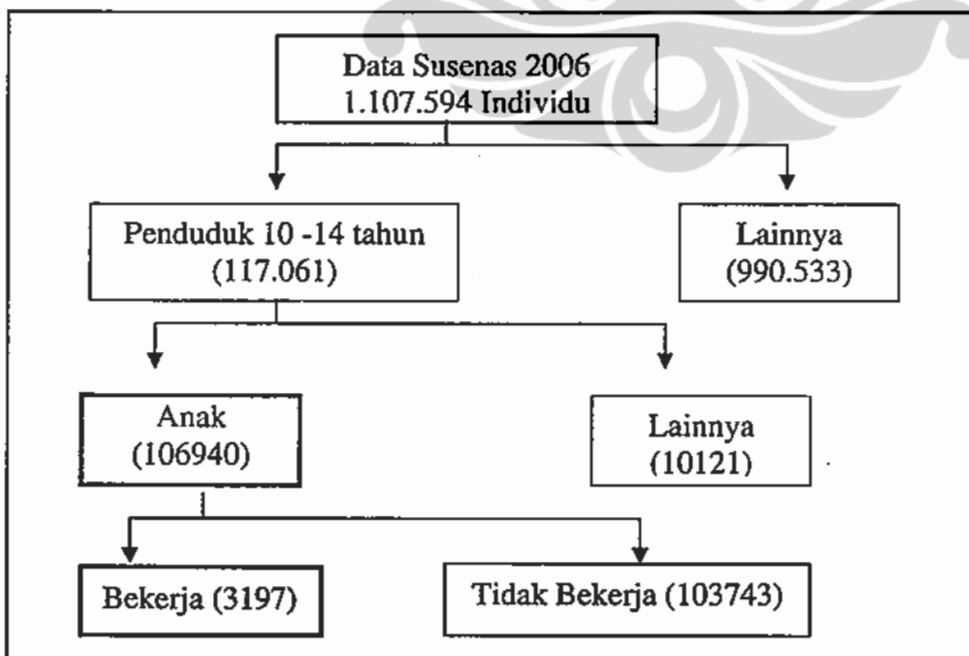 Data Susenas 2006
1.107.594 Individu
Penduduk 10 -14 tahun
(117.061)
Lainnya
(990.533)
Anak
(106940)
Lainnya
(10121)
Bekerja (3197)
Tidak Bekerja (103743)